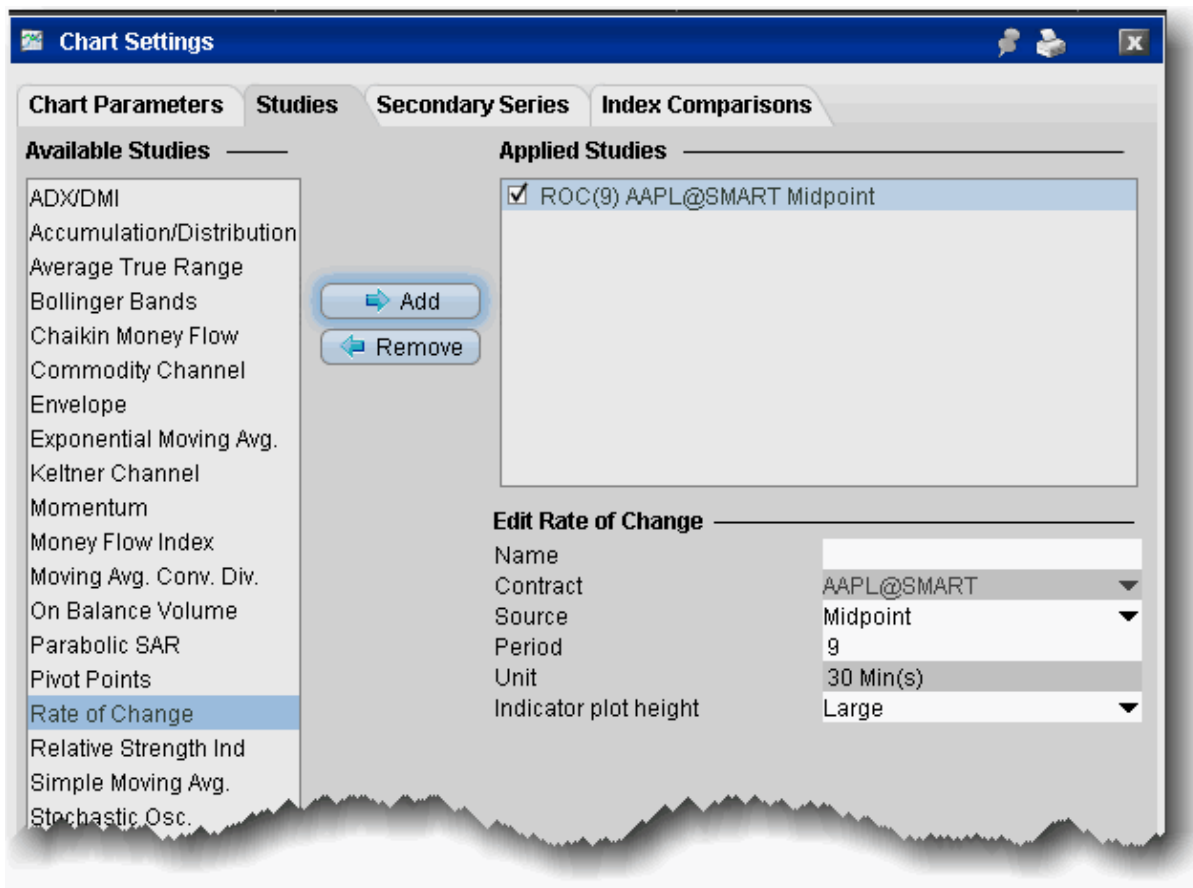 Chart Settings
Chart Parameters
Studies
Secondary Series
Index Comparisons
Available Studies
ADX/DMI
Accumulation/Distribution
Average True Range
Bollinger Bands
Chaikin Money Flow
Commodity Channel
Envelope
Exponential Moving Avg.
Keltner Channel
Momentum
Money Flow Index
Moving Avg. Conv. Div.
On Balance Volume
Parabolic SAR
Pivot Points
Rate of Change
Relative Strength Ind
Simple Moving Avg.
Stochastic Osc.
Add
Remove
Applied Studies
ROC(9) AAPL@SMART Midpoint
Edit Rate of Change
Name
Contract AAPL@SMART
Source Midpoint
Period 9
Unit 30 Min(s)
Indicator plot height Large